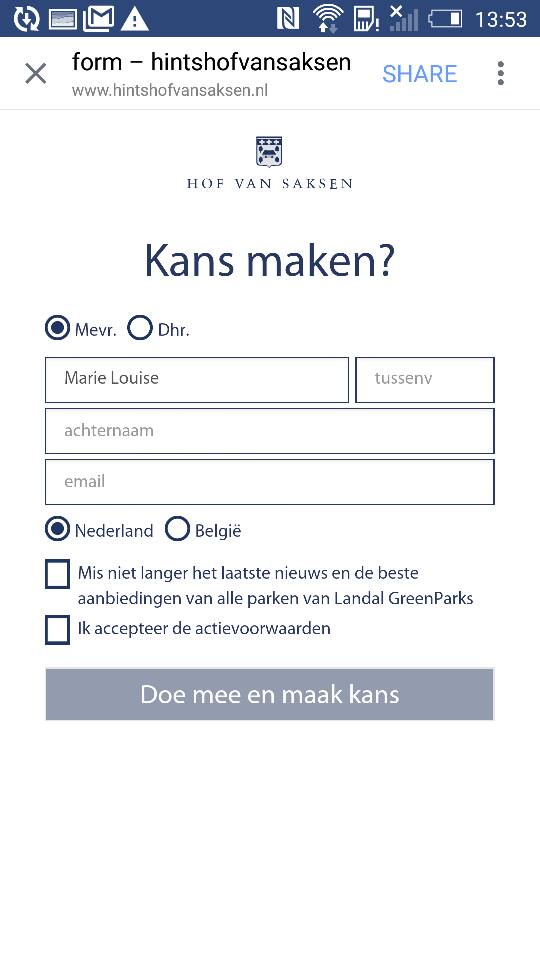 13:53
form – hintshofvansaksen
SHARE
www.hintshofvansaksen.nl
HOF VAN SAKSEN
Kans maken?
Mevr. Dhr.
Marie Louise tussenv
achternaam
email
Nederland België
Mis niet langer het laatste nieuws en de beste
aanbiedingen van alle parken van Landal GreenParks
Ik accepteer de actievoorwaarden
Doe mee en maak kans